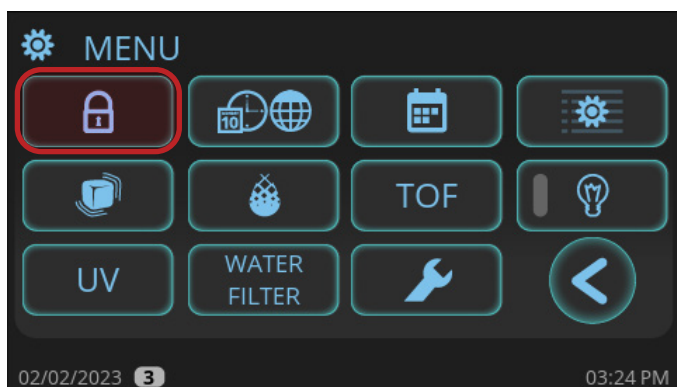 MENU
10
TOF
UV
WATER
FILTER
02/02/2023 3
03:24 PM